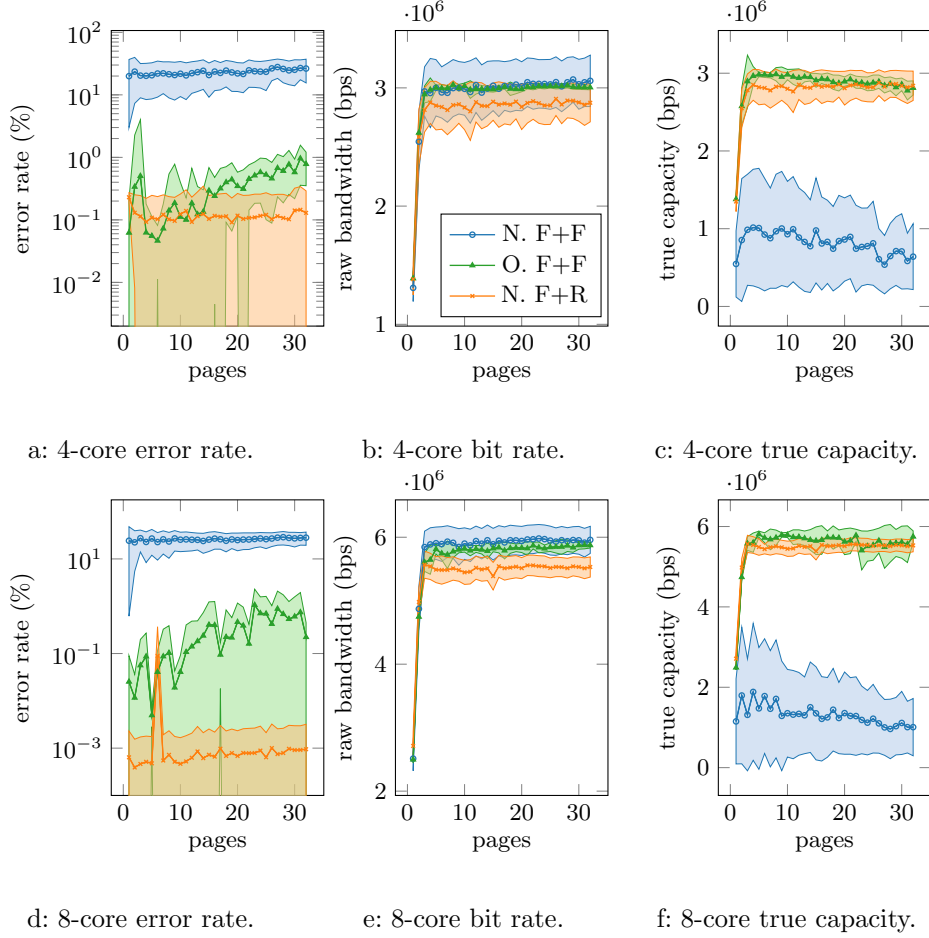 10^2
10^1
10^0
10^−1
10^−2
0 10 20 30
pages
error rate (%)
·10^6
3
2
1
0 10 20 30
pages
raw bandwidth (bps)
N. F+F
O. F+F
N. F+R
·10^6
3
2
1
0
0 10 20 30
pages
true capacity (bps)
a: 4-core error rate.
b: 4-core bit rate.
c: 4-core true capacity.
10^1
10^−1
10^−3
0 10 20 30
pages
error rate (%)
·10^6
6
4
2
0 10 20 30
pages
raw bandwidth (bps)
·10^6
6
4
2
0
0 10 20 30
pages
true capacity (bps)
d: 8-core error rate.
e: 8-core bit rate.
f: 8-core true capacity.